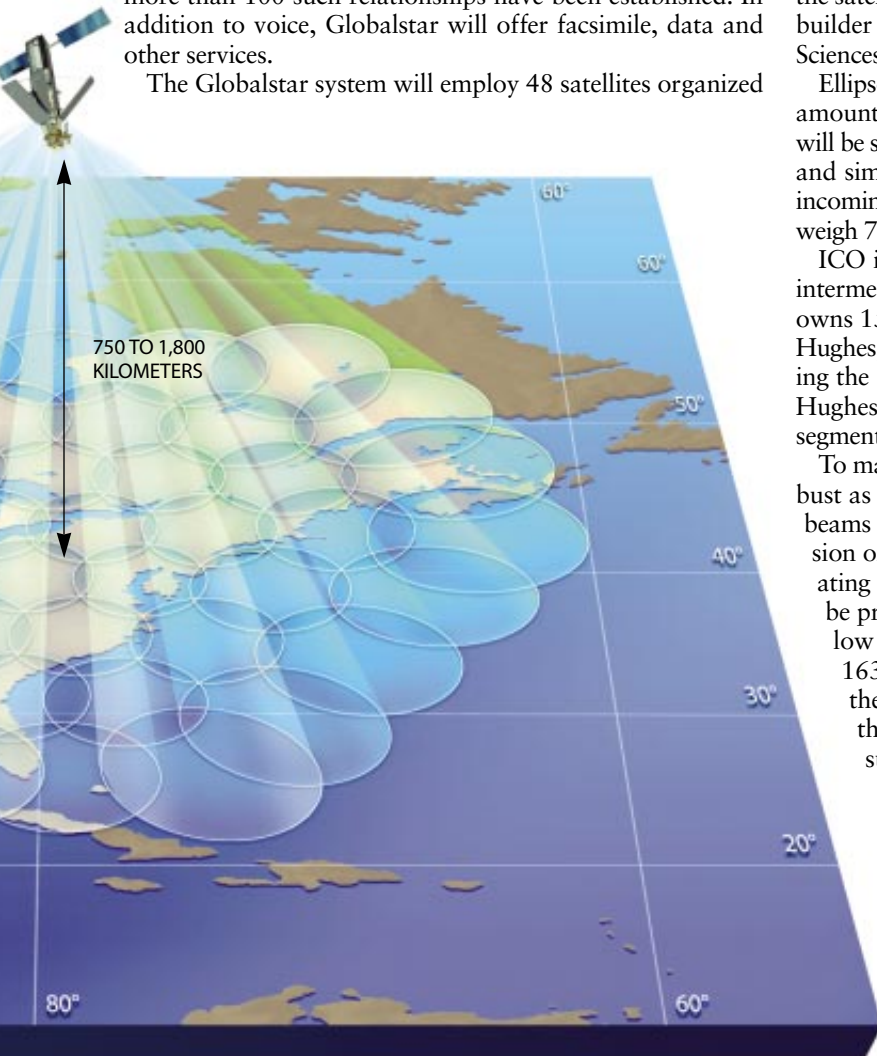 more than 100 such relationships have been established. In
addition to voice, Globalstar will offer facsimile, data and
other services.
The Globalstar system will employ 48 satellites organized
750 TO 1,800
KILOMETERS
60°
60°
50°
40°
30°
20°
80°
60°
builder
Sciences
Ellips
amount
will be s
and sim
incomin
weigh 7
ICO i
interme
owns 15
Hughes
ing the
Hughes
segment
To ma
bust as
beams
sion o
ating
be pr
low
163
the
th
su